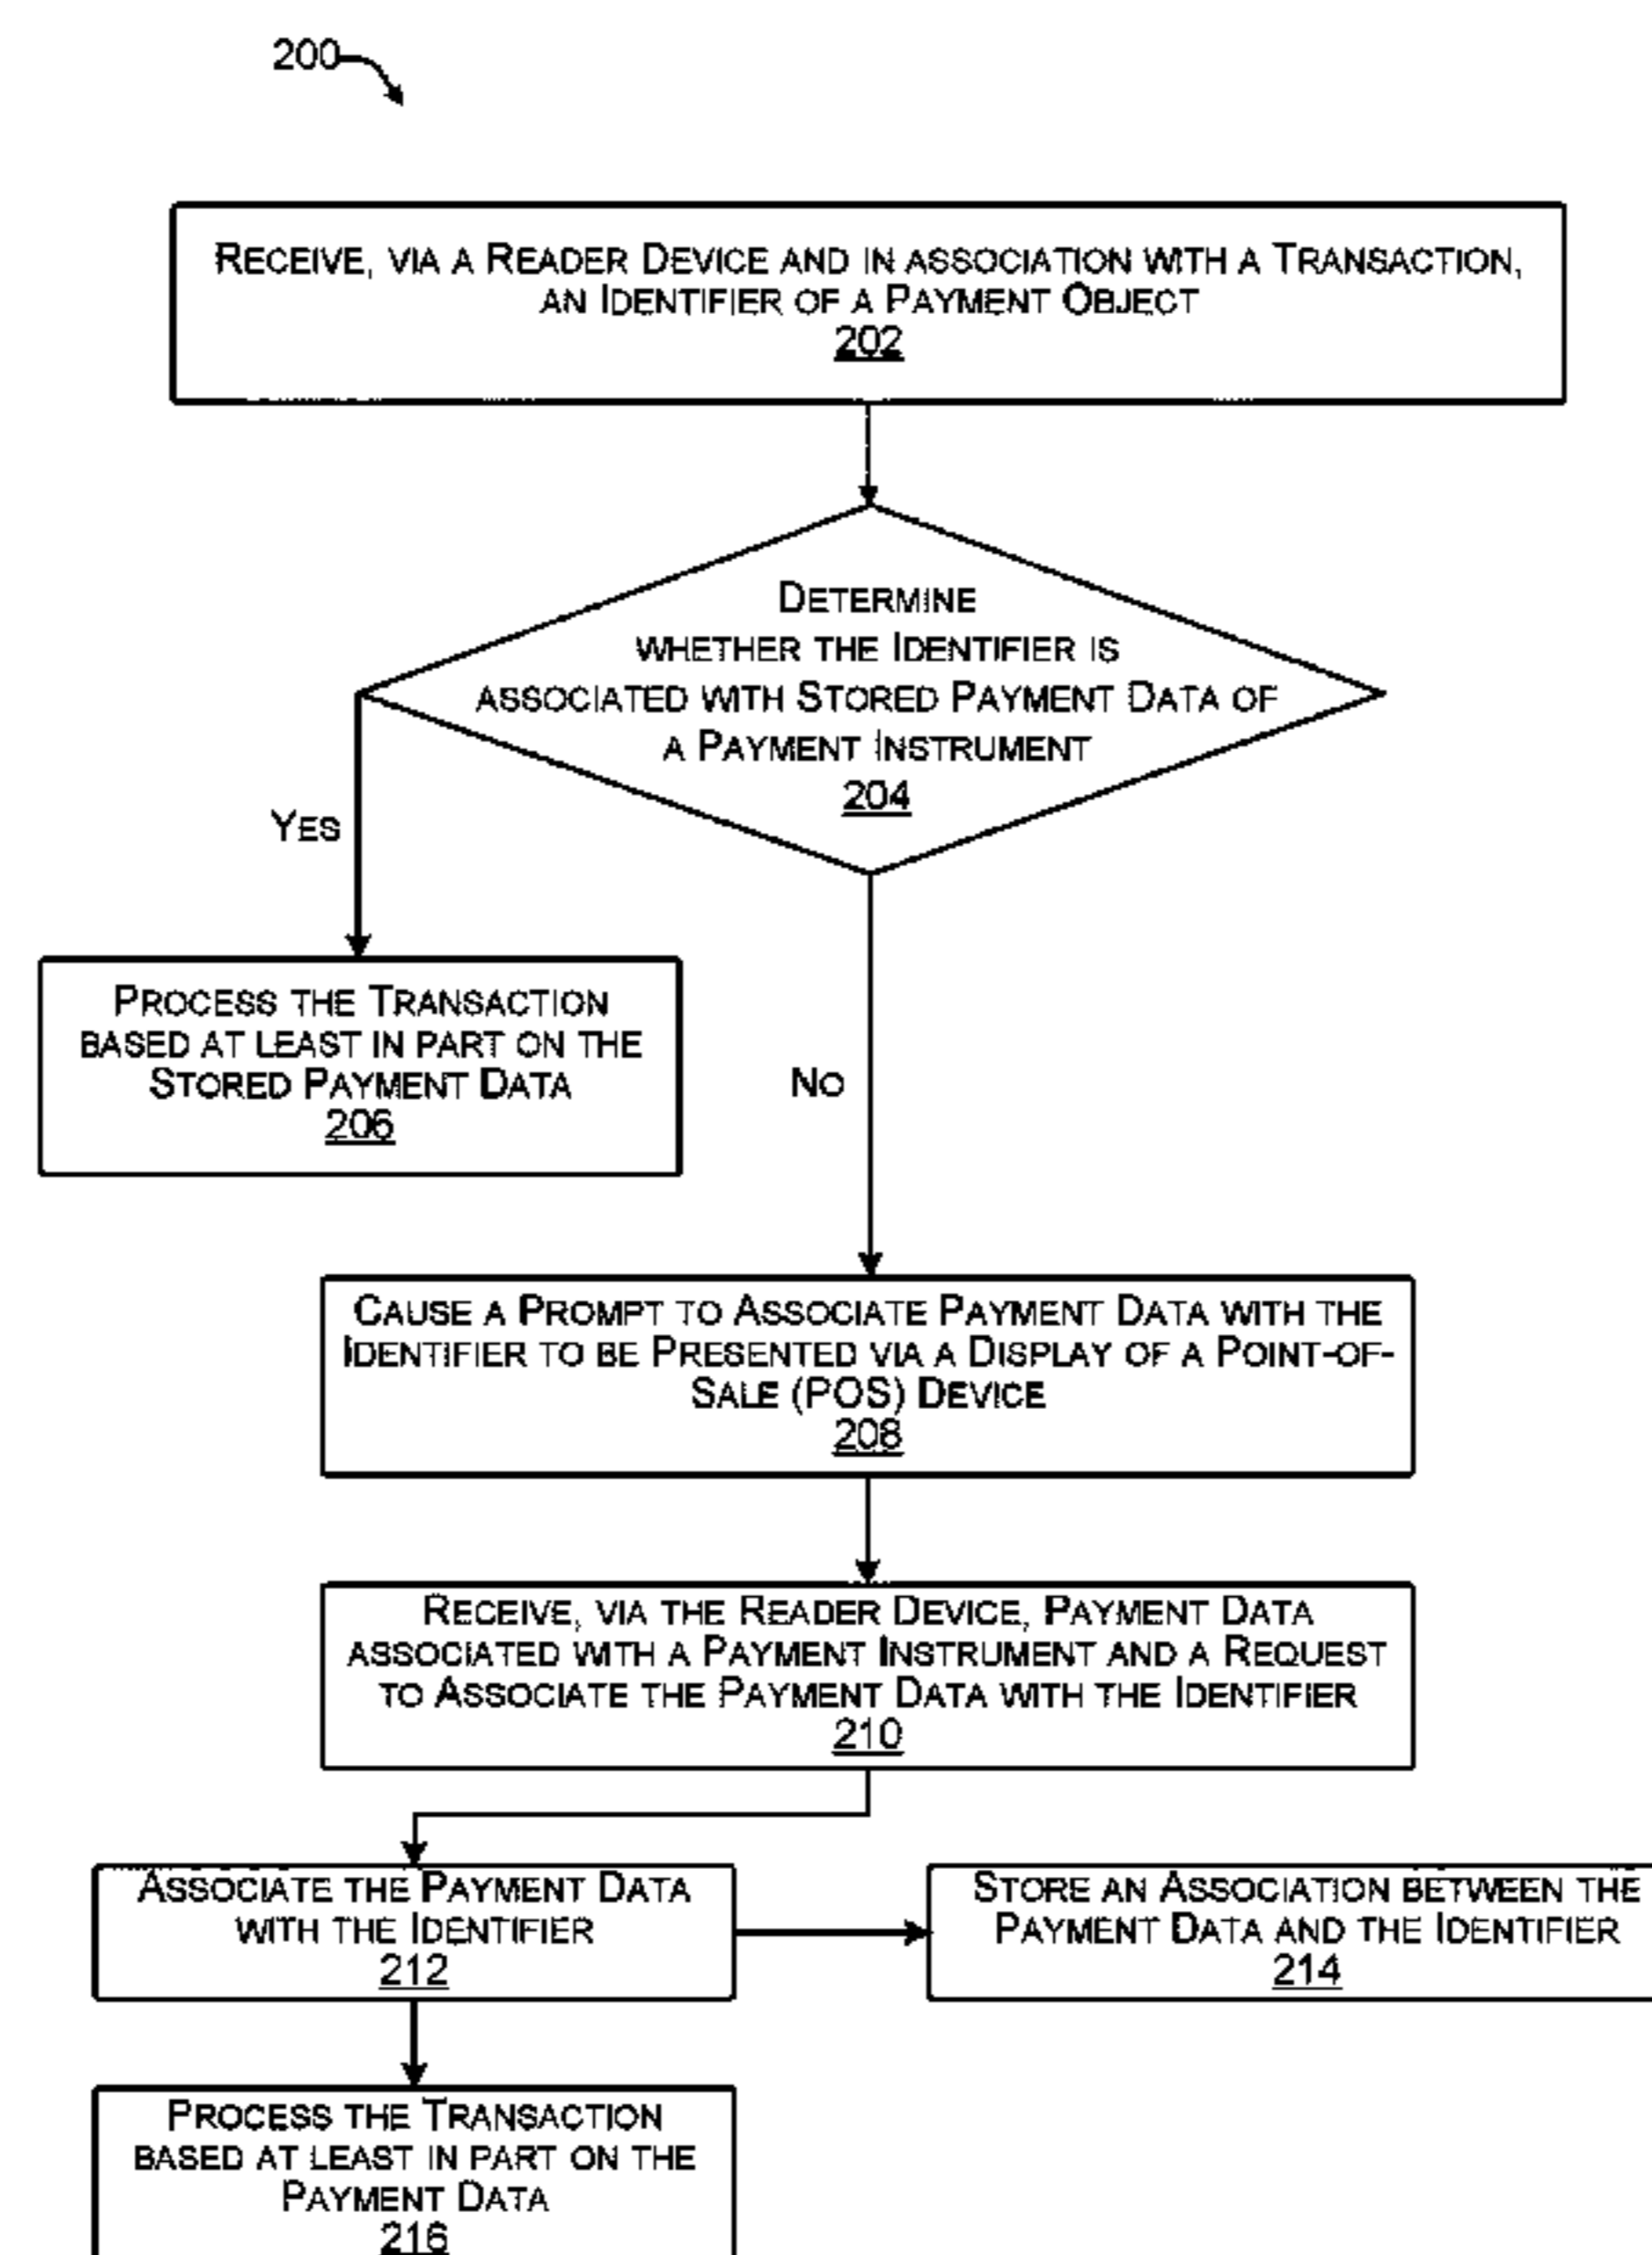 200
RECEIVE, VIA A READER DEVICE AND IN ASSOCIATION WITH A TRANSACTION,
AN IDENTIFIER OF A PAYMENT OBJECT
202
DETERMINE
WHETHER THE IDENTIFIER IS
ASSOCIATED WITH STORED PAYMENT DATA OF
A PAYMENT INSTRUMENT
204
YES
PROCESS THE TRANSACTION
BASED AT LEAST IN PART ON THE
STORED PAYMENT DATA
206
NO
CAUSE A PROMPT TO ASSOCIATE PAYMENT DATA WITH THE
IDENTIFIER TO BE PRESENTED VIA A DISPLAY OF A POINT-OF-
SALE (POS) DEVICE
208
RECEIVE, VIA THE READER DEVICE, PAYMENT DATA
ASSOCIATED WITH A PAYMENT INSTRUMENT AND A REQUEST
TO ASSOCIATE THE PAYMENT DATA WITH THE IDENTIFIER
210
ASSOCIATE THE PAYMENT DATA
WITH THE IDENTIFIER
212
STORE AN ASSOCIATION BETWEEN THE
PAYMENT DATA AND THE IDENTIFIER
214
PROCESS THE TRANSACTION
BASED AT LEAST IN PART ON THE
PAYMENT DATA
216